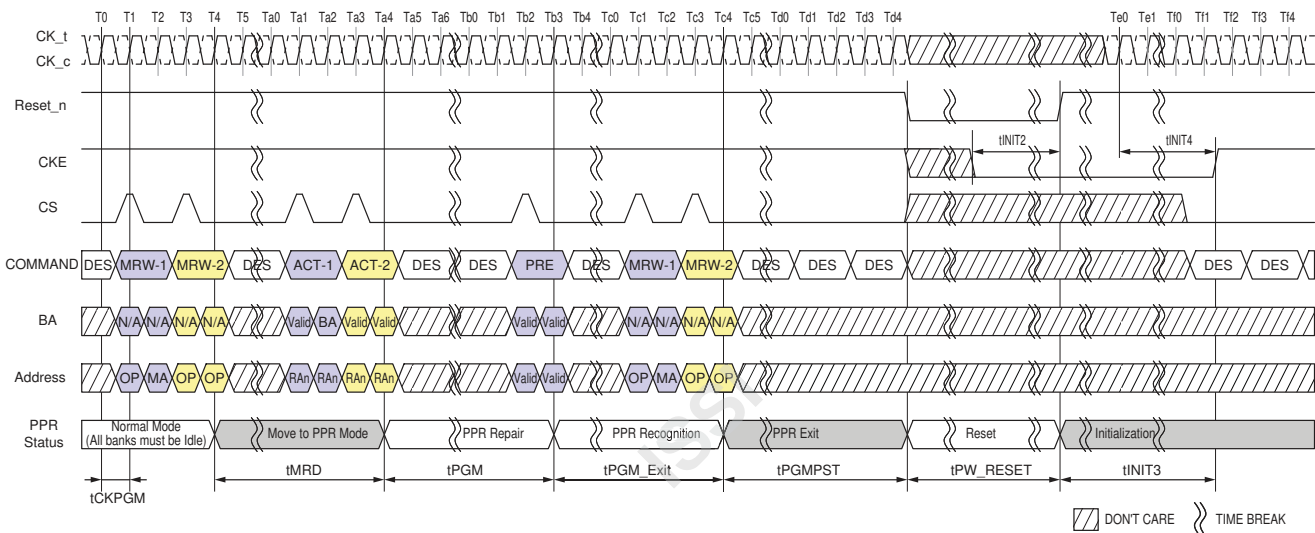 T0 T1 T2 T3 T4 T5 Ta0 Ta1 Ta2 Ta3 Ta4 Ta5 Ta6 Tb0 Tb1 Tb2 Tb3 Tb4 Tc0 Tc1 Tc2 Tc3 Tc4 Tc5 Td0 Td1 Td2 Td3 Td4 Te0 Te1 Tf0 Tf1 Tf2 Tf3 Tf4
CK_t
CK_c
Reset_n
CKE tINIT2 tINIT4
CS
COMMAND DES MRW-1 MRW-2 DES ACT-1 ACT-2 DES DES PRE DES MRW-1 MRW-2 DES DES DES DES DES
BA N/A N/A N/A N/A Valid BA Valid Valid Valid Valid N/A N/A N/A N/A
Address OP MA OP OP RAn RAn RAn RAn Valid Valid OP MA OP OP
PPR Status Normal Mode (All banks must be Idle) Move to PPR Mode PPR Repair PPR Recognition PPR Exit Reset Initialization
tCKPGM tMRD tPGM tPGM_Exit tPGMPST tPW_RESET tINIT3
ISSI
DON'T CARE TIME BREAK